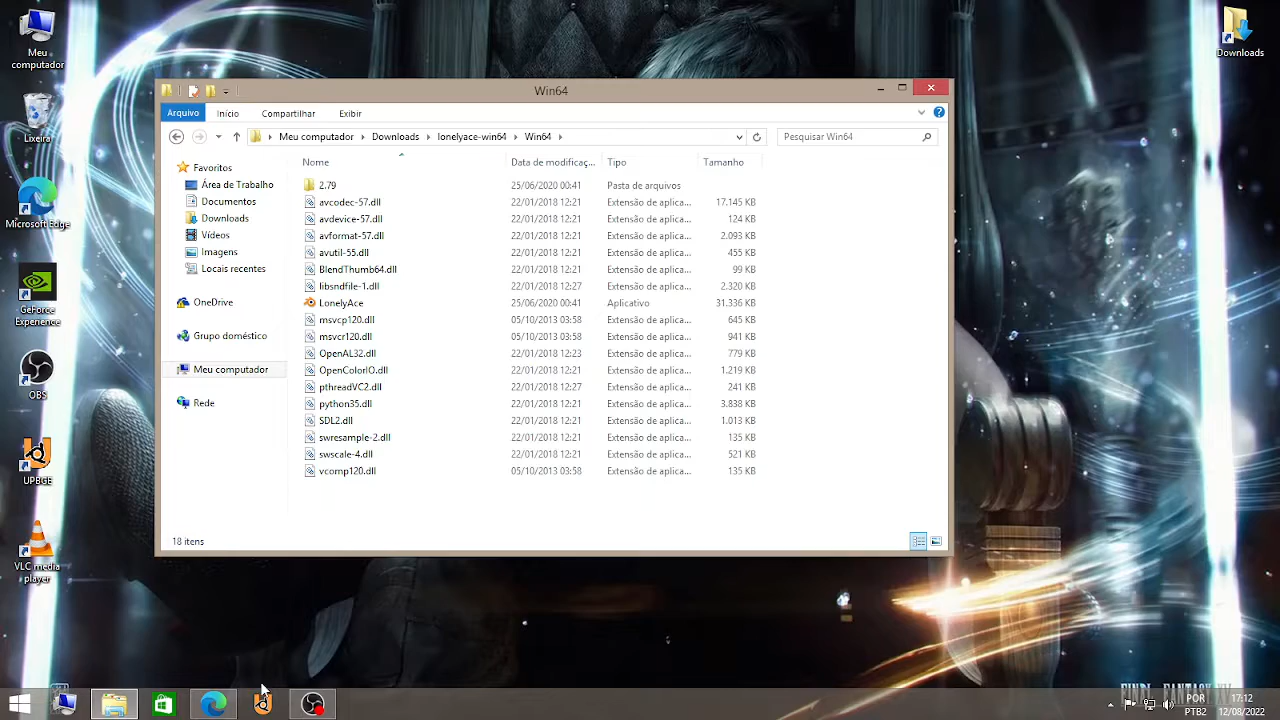 Meu
computador
Lixeira
Microsoft Edge
GeForce
Experience
OBS
UPBGE
VLC media
player
Downloads
Win64
Arquivo
Início
Compartilhar
Exibir
Meu computador
Downloads
lonelyace-win64
Win64
Pesquisar Win64
Favoritos
Área de Trabalho
Documentos
Downloads
Vídeos
Imagens
Locais recentes
OneDrive
Grupo doméstico
Meu computador
Rede
Nome Data de modificaç... Tipo Tamanho
2.79 25/06/2020 00:41 Pasta de arquivos
avcodec-57.dll 22/01/2018 12:21 Extensão de aplica... 17.145 KB
avdevice-57.dll 22/01/2018 12:21 Extensão de aplica... 124 KB
avformat-57.dll 22/01/2018 12:21 Extensão de aplica... 2.093 KB
avutil-55.dll 22/01/2018 12:21 Extensão de aplica... 455 KB
BlendThumb64.dll 22/01/2018 12:21 Extensão de aplica... 99 KB
libsndfile-1.dll 22/01/2018 12:27 Extensão de aplica... 2.320 KB
LonelyAce 25/06/2020 00:41 Aplicativo 31.336 KB
msvcp120.dll 05/10/2013 03:58 Extensão de aplica... 645 KB
msvcr120.dll 05/10/2013 03:58 Extensão de aplica... 941 KB
OpenAL32.dll 22/01/2018 12:23 Extensão de aplica... 779 KB
OpenColorIO.dll 22/01/2018 12:21 Extensão de aplica... 1.219 KB
pthreadVC2.dll 22/01/2018 12:27 Extensão de aplica... 241 KB
python35.dll 22/01/2018 12:21 Extensão de aplica... 3.838 KB
SDL2.dll 22/01/2018 12:21 Extensão de aplica... 1.013 KB
swresample-2.dll 22/01/2018 12:21 Extensão de aplica... 135 KB
swscale-4.dll 22/01/2018 12:21 Extensão de aplica... 521 KB
vcomp120.dll 05/10/2013 03:58 Extensão de aplica... 135 KB
18 itens
POR
PTB2
17:12
12/08/2022